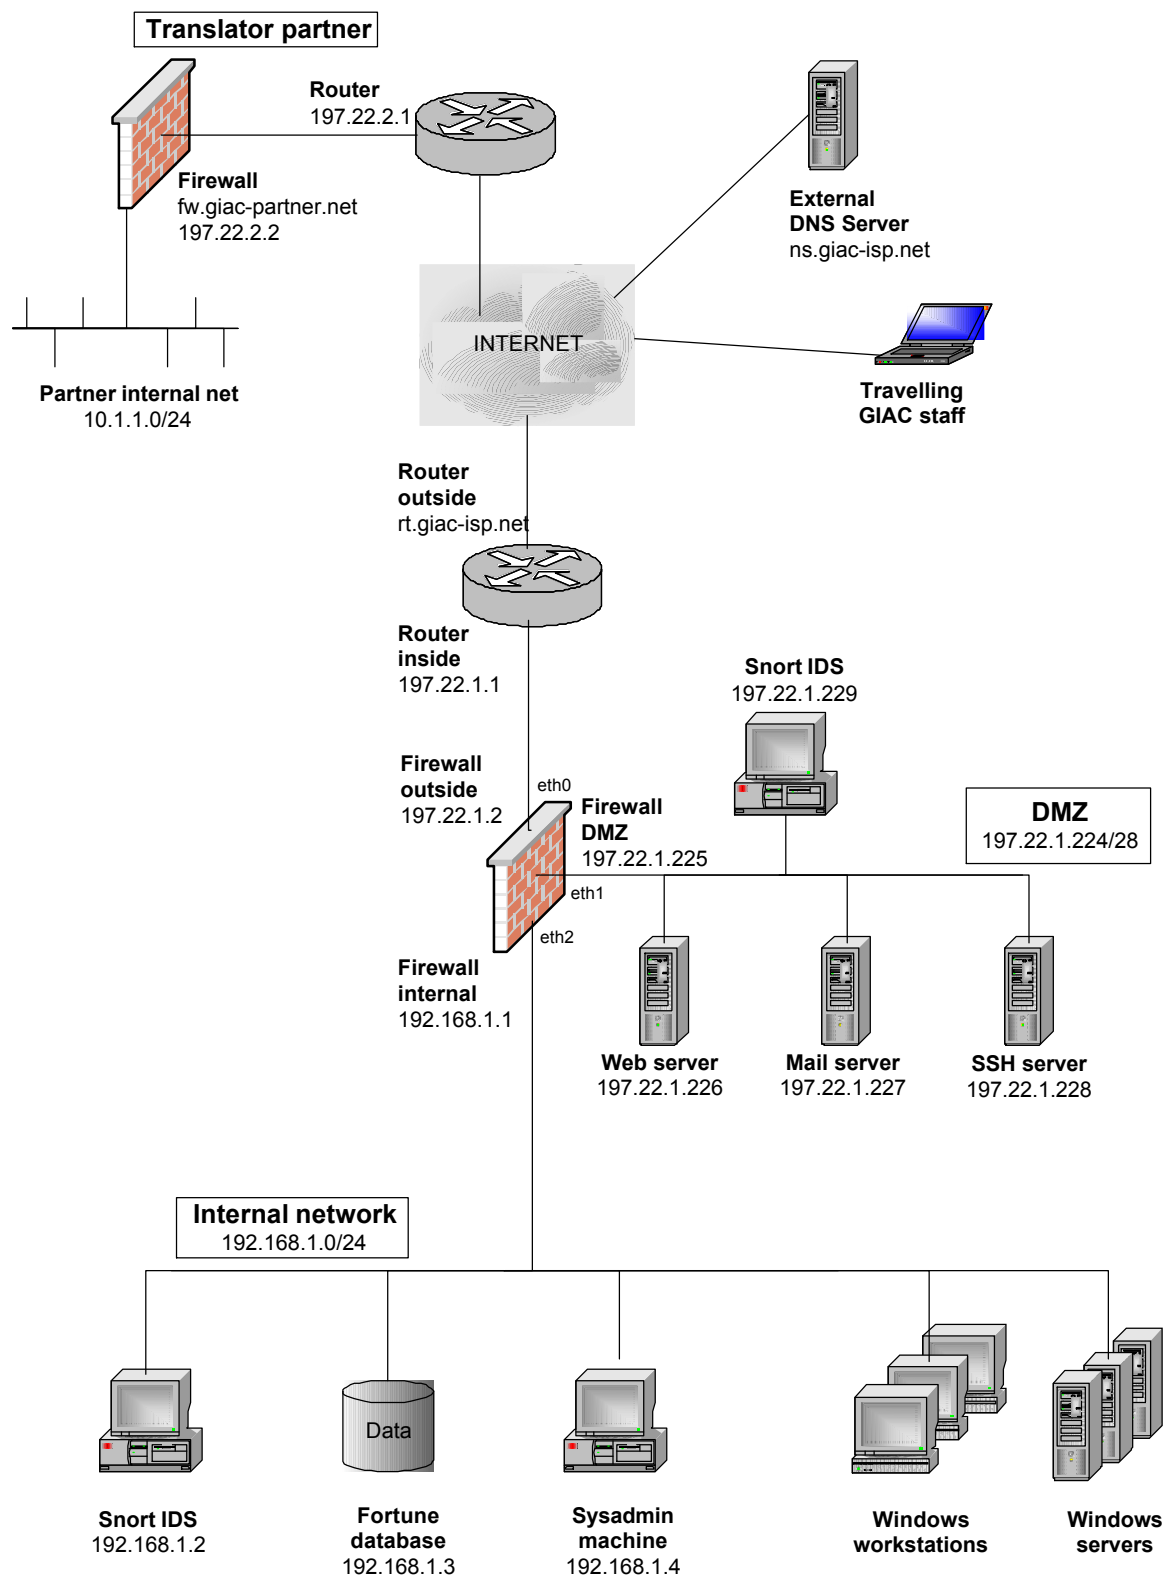 Translator partner
Router
197.22.2.1
Firewall
fw.giac-partner.net
197.22.2.2
External
DNS Server
ns.giac-isp.net
INTERNET
Partner internal net
10.1.1.0/24
Travelling
GIAC staff
Router
outside
rt.giac-isp.net
Router
inside
197.22.1.1
Snort IDS
197.22.1.229
Firewall
outside
197.22.1.2
eth0
Firewall
DMZ
197.22.1.225
DMZ
197.22.1.224/28
eth1
eth2
Firewall
internal
192.168.1.1
Web server
197.22.1.226
Mail server
197.22.1.227
SSH server
197.22.1.228
Internal network
192.168.1.0/24
Data
Snort IDS
192.168.1.2
Fortune
database
192.168.1.3
Sysadmin
machine
192.168.1.4
Windows
workstations
Windows
servers